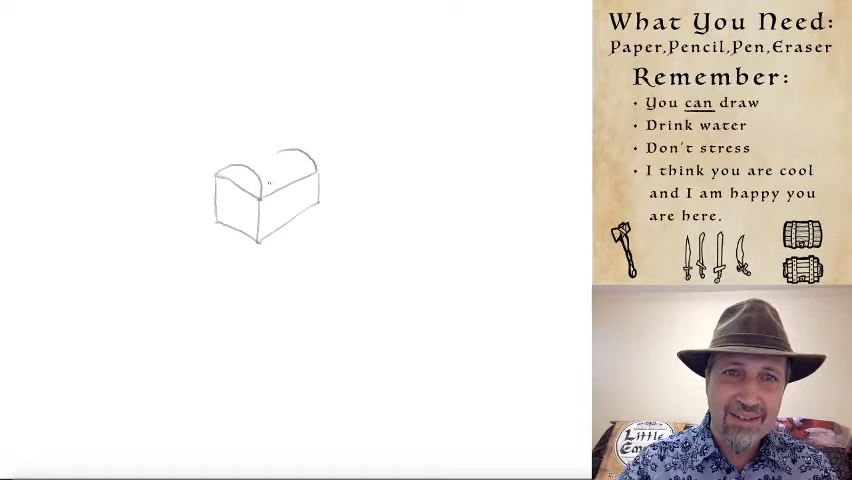 What You Need:
Paper,Pencil,Pen,Eraser
Remember:
• You can draw
• Drink water
• Don't stress
• I think you are cool
and I am happy you
are here.
Little